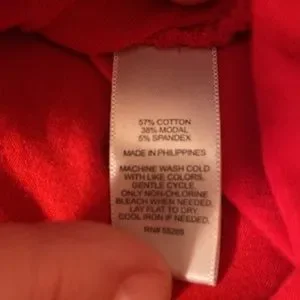 57% COTTON
38% MODAL
5% SPANDEX
MADE IN PHILIPPINES
MACHINE WASH COLD
WITH LIKE COLORS,
GENTLE CYCLE.
ONLY NON-CHLORINE
BLEACH WHEN NEEDED.
LAY FLAT TO DRY
COOL IRON IF NEEDED.
RN#